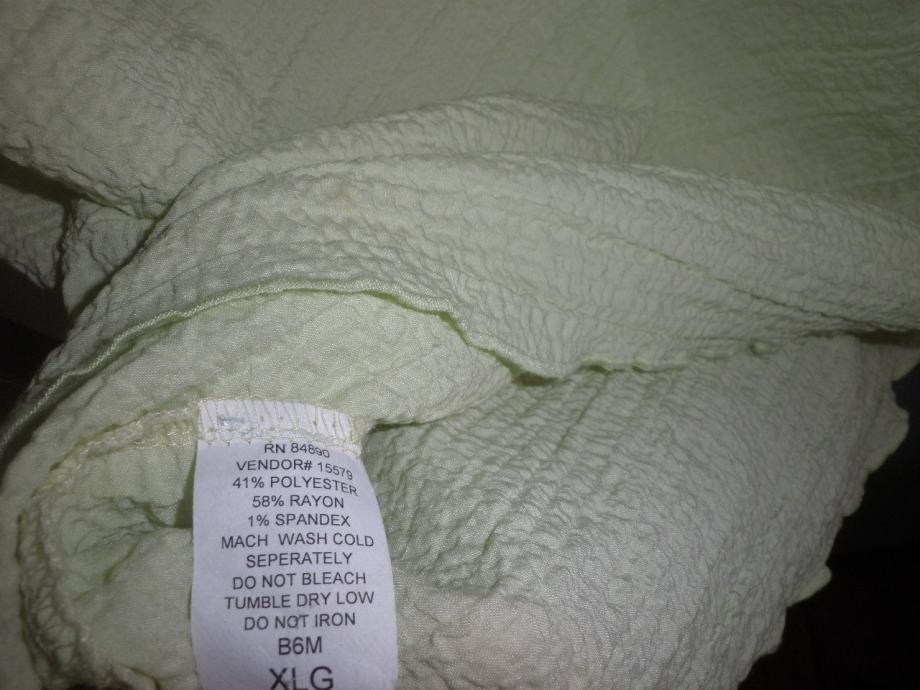 RN 84890
VENDOR# 15579
41% POLYESTER
58% RAYON
1% SPANDEX
MACH WASH COLD
SEPERATELY
DO NOT BLEACH
TUMBLE DRY LOW
DO NOT IRON
B6M
XLG